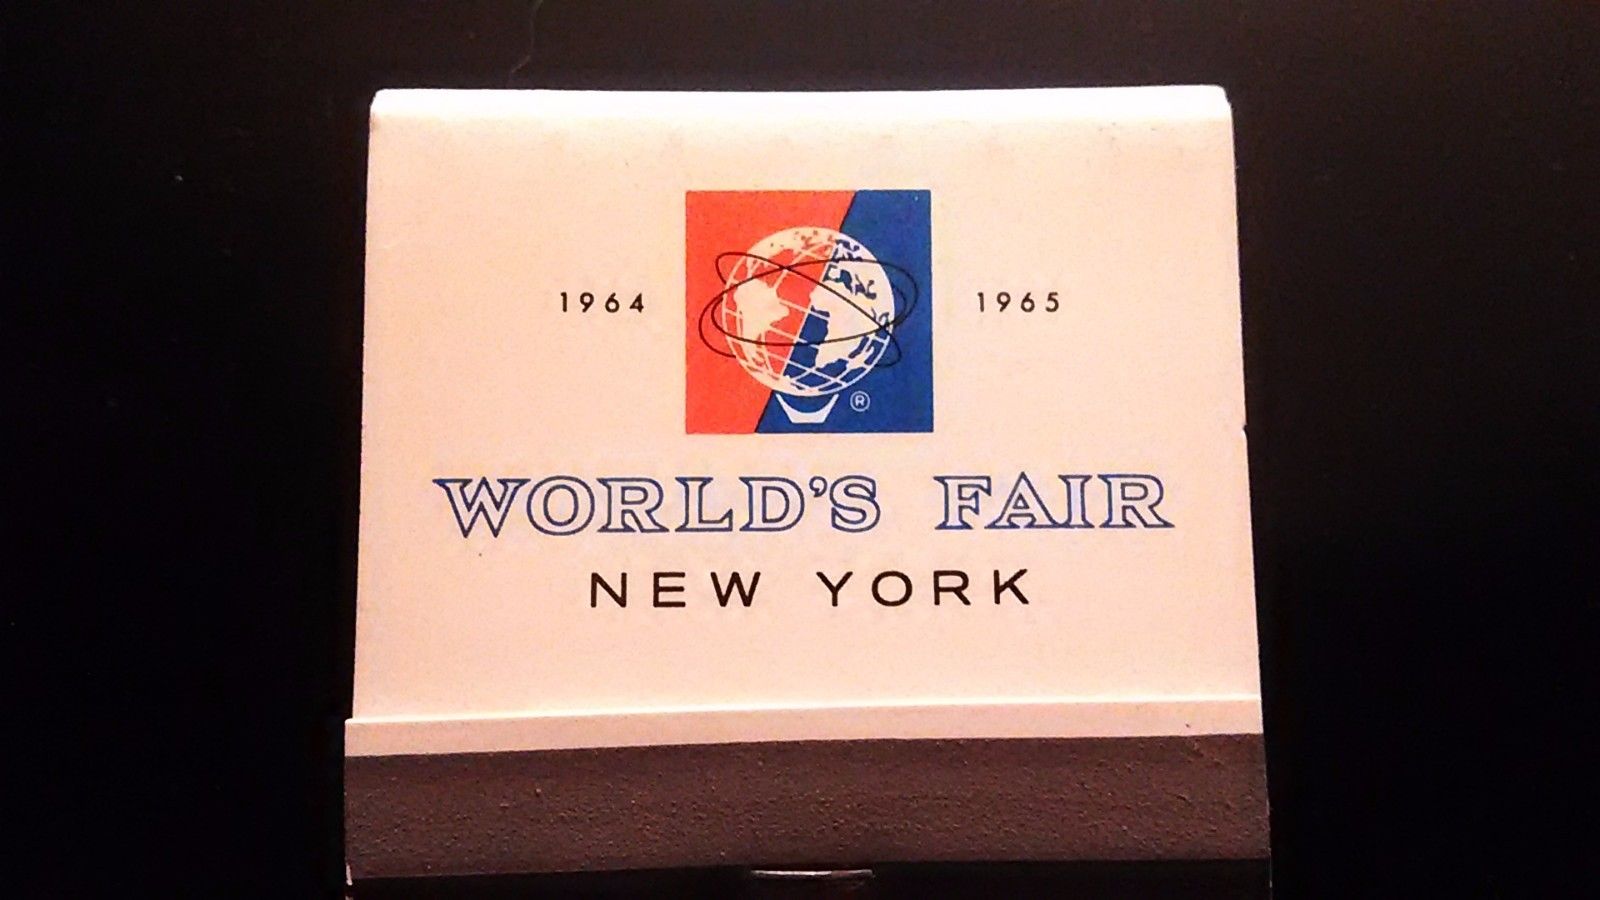 1964 1965
®
WORLD'S FAIR
NEW YORK